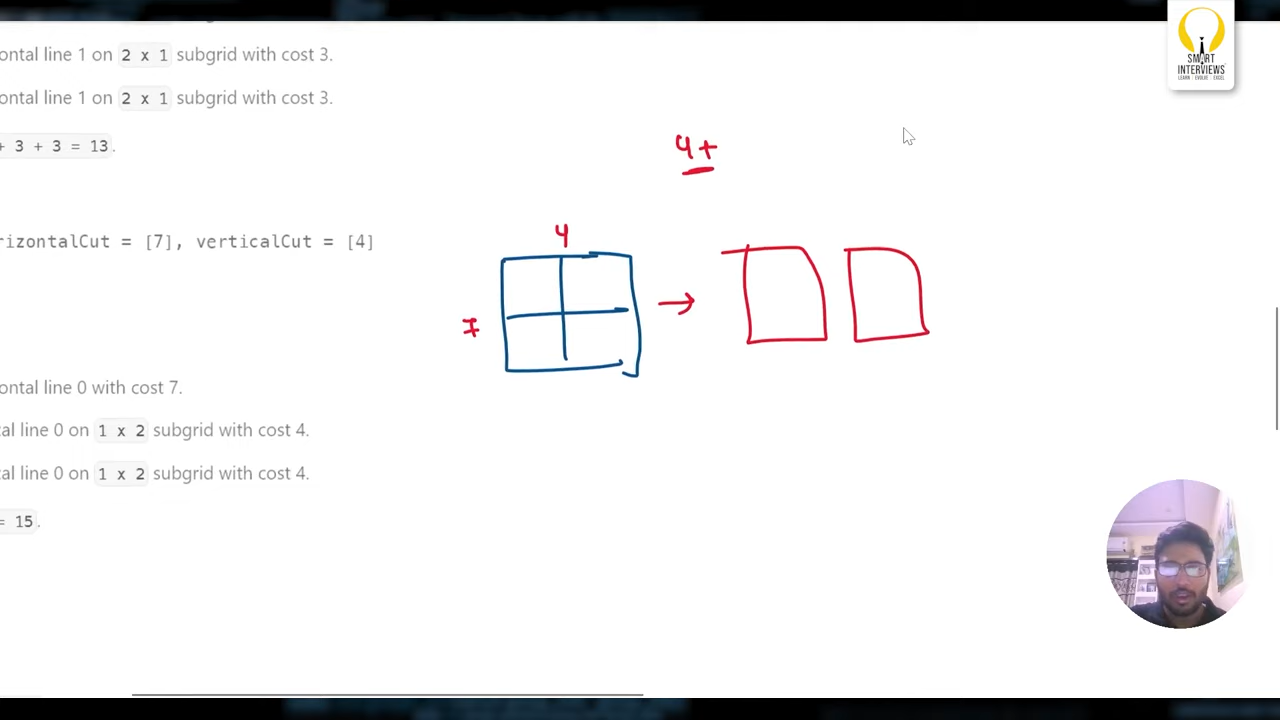 ontal line 1 on 2 x 1 subgrid with cost 3.
ontal line 1 on 2 x 1 subgrid with cost 3.
+ 3 + 3 = 13.
rizontalCut = [7], verticalCut = [4]
ontal line 0 with cost 7.
al line 0 on 1 x 2 subgrid with cost 4.
al line 0 on 1 x 2 subgrid with cost 4.
= 15.
4+
4
7
SMART
INTERVIEWS
LEARN | EVOLVE | EXCEL